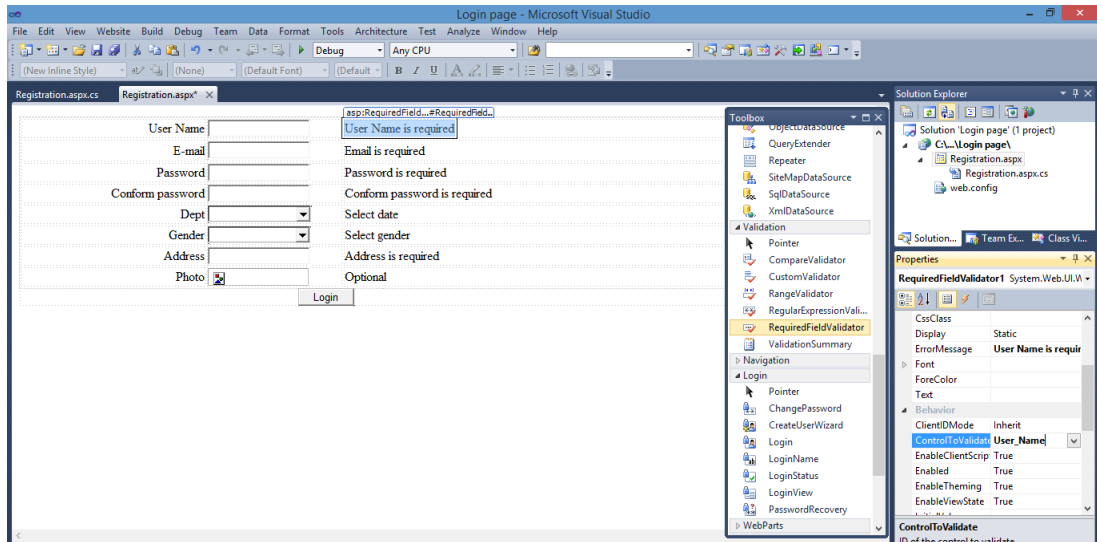 Login page - Microsoft Visual Studio
File Edit View Website Build Debug Team Data Format Tools Architecture Test Analyze Window Help
Debug Any CPU
(New Inline Style) (None) (Default Font) (Default B I U A
Registration.aspx.cs Registration.aspx*
asp:RequiredField...#RequiredField...
User Name User Name is required
E-mail Email is required
Password Password is required
Conform password Conform password is required
Dept Select date
Gender Select gender
Address Address is required
Photo Optional
Login
Toolbox
ObjectDataSource
QueryExtender
Repeater
SiteMapDataSource
SqlDataSource
XmlDataSource
Validation
Pointer
CompareValidator
CustomValidator
RangeValidator
RegularExpressionVali...
RequiredFieldValidator
ValidationSummary
Navigation
Login
Pointer
ChangePassword
CreateUserWizard
Login
LoginName
LoginStatus
LoginView
PasswordRecovery
WebParts
Solution Explorer
Solution 'Login page' (1 project)
C:\...\Login page\
Registration.aspx
Registration.aspx.cs
web.config
Solution... Team Ex... Class Vi...
Properties
RequiredFieldValidator1 System.Web.UI.W
CssClass
Display Static
ErrorMessage User Name is requir
Font
ForeColor
Text
Behavior
ClientIDMode Inherit
ControlToValidate User_Name
EnableClientScrip True
Enabled True
EnableTheming True
EnableViewState True
ControlToValidate
ID of the control to validate